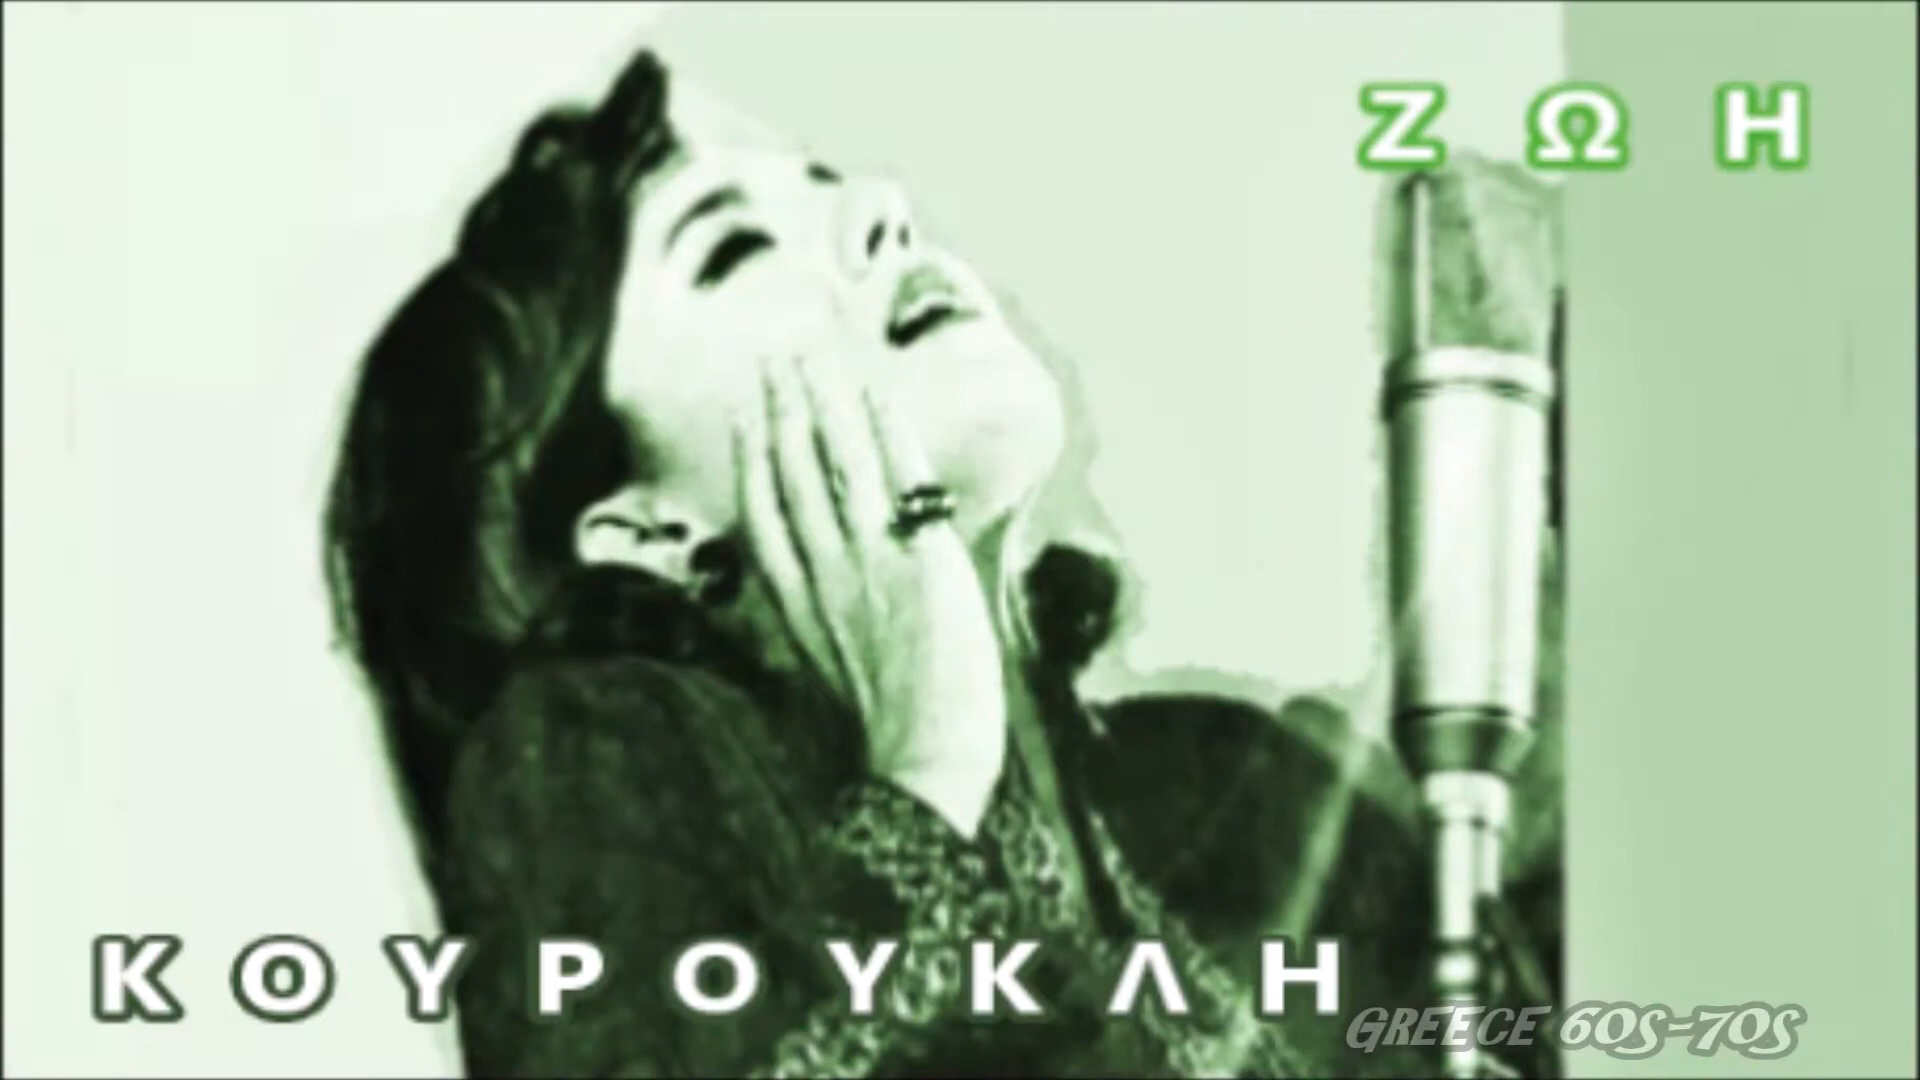 Ζ Ω Η
Κ Ο Υ Ρ Ο Υ Κ Λ Η
GREECE 60S-70S